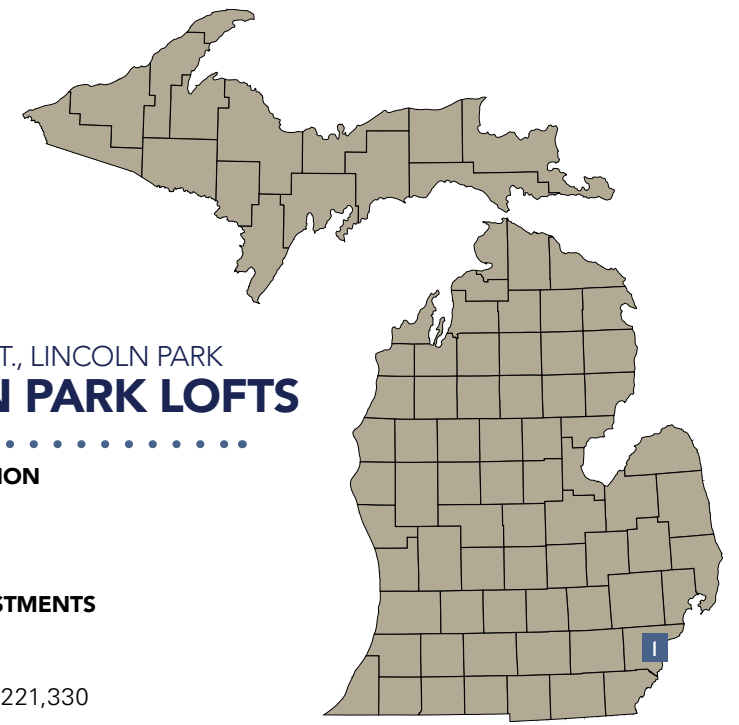 T., LINCOLN PARK
N PARK LOFTS
ION
STMENTS
221,330
I